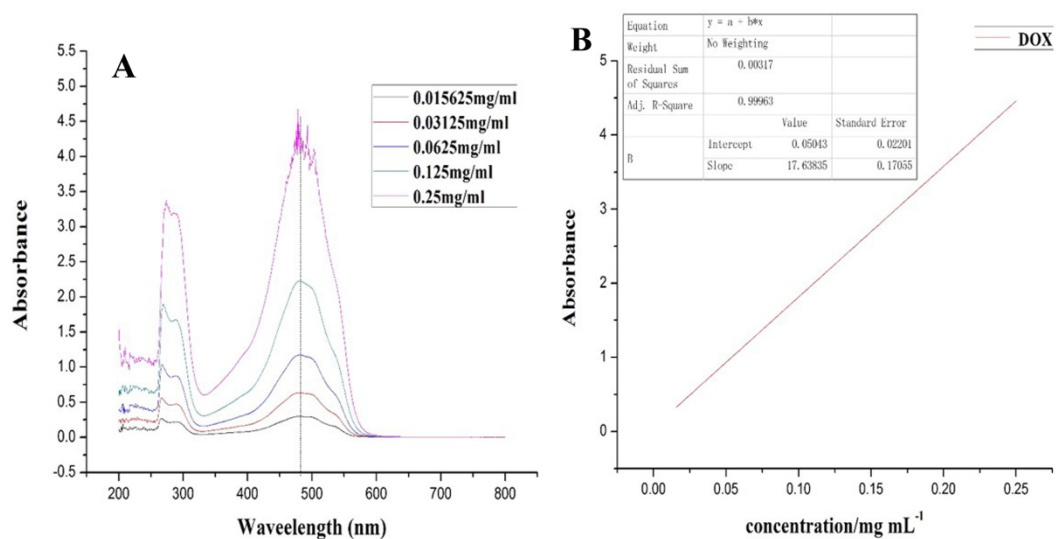 A
5.5
5.0
4.5
4.0
3.5
3.0
2.5
2.0
1.5
1.0
0.5
0.0
-0.5
Absorbance
0.015625mg/ml
0.03125mg/ml
0.0625mg/ml
0.125mg/ml
0.25mg/ml
200 300 400 500 600 700 800
Waveelength (nm)
B
Equation y = a + b*x
Weight No Weighting
Residual Sum of Squares 0.00317
Adj. R-Square 0.99963
Value Standard Error
B Intercept 0.05043 0.02201
Slope 17.63835 0.17055
DOX
5
4
3
2
1
0
Absorbance
0.00 0.05 0.10 0.15 0.20 0.25
concentration/mg mL⁻¹